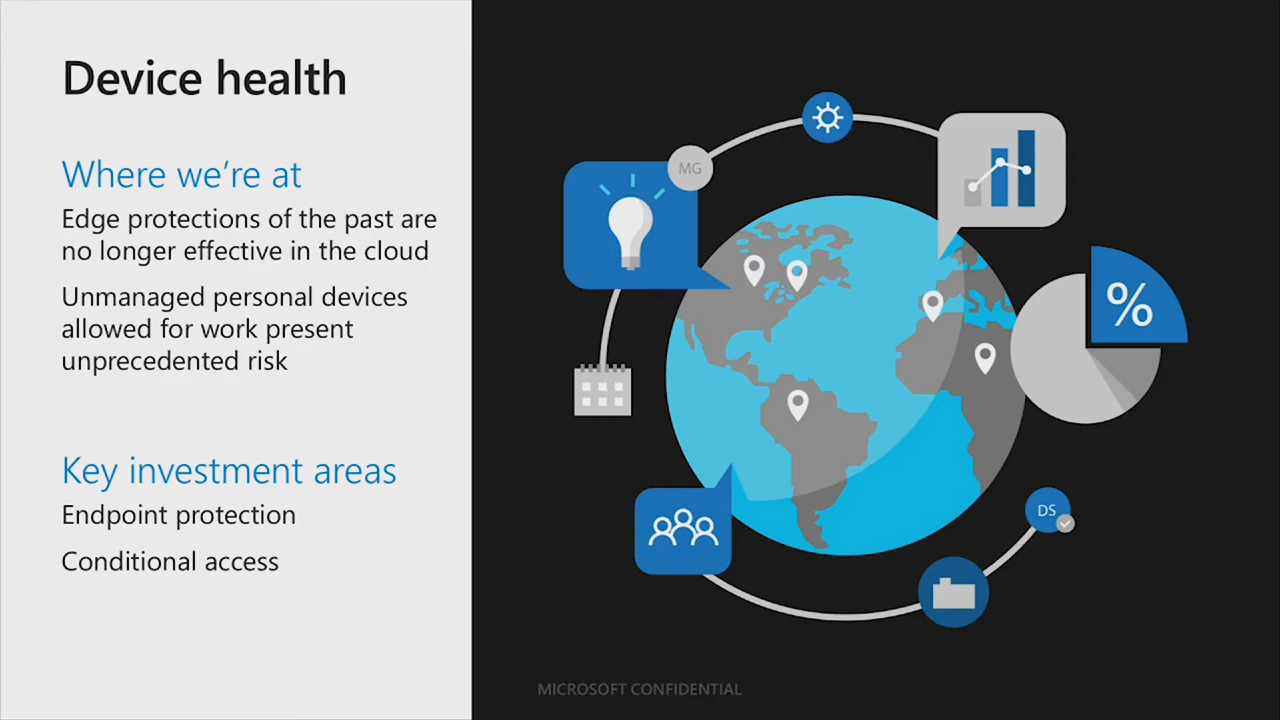 Device health
Where we're at
Edge protections of the past are
no longer effective in the cloud
Unmanaged personal devices
allowed for work present
unprecedented risk
Key investment areas
Endpoint protection
Conditional access
MG
%
DS
MICROSOFT CONFIDENTIAL